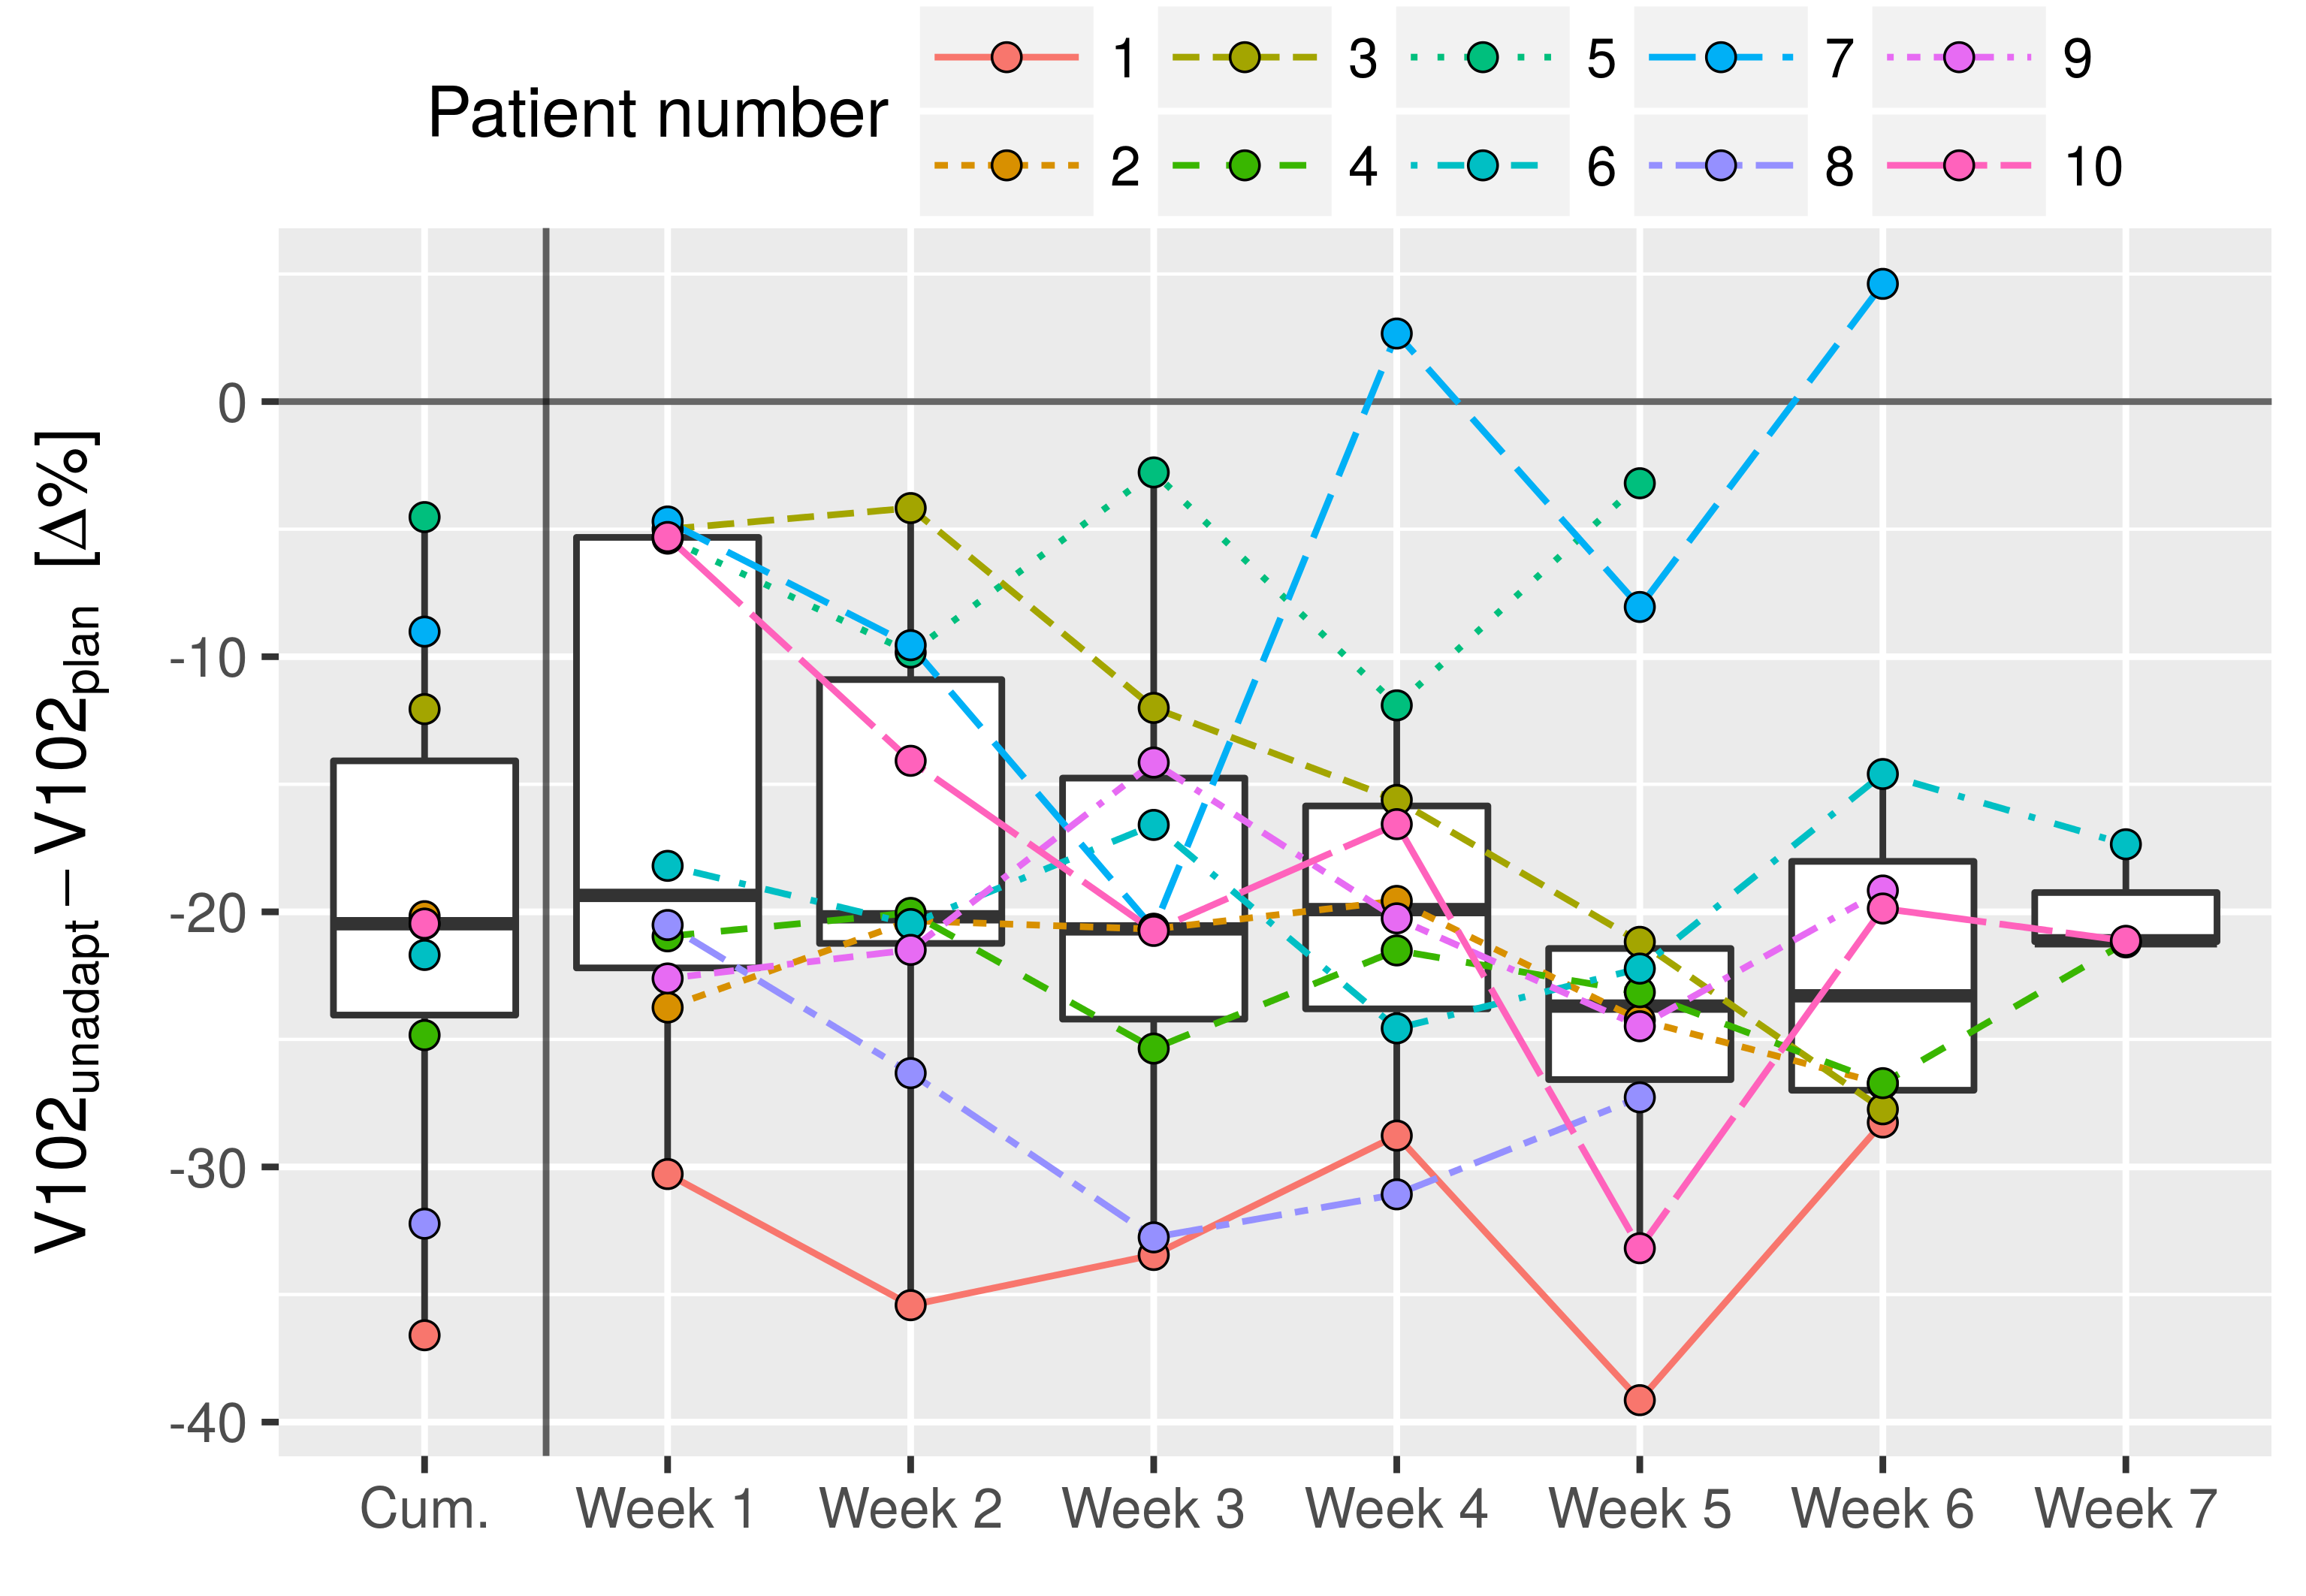 Patient number
1 3 5 7 9
2 4 6 8 10
V102unadapt − V102plan [Δ%]
0
-10
-20
-30
-40
Cum. Week 1 Week 2 Week 3 Week 4 Week 5 Week 6 Week 7